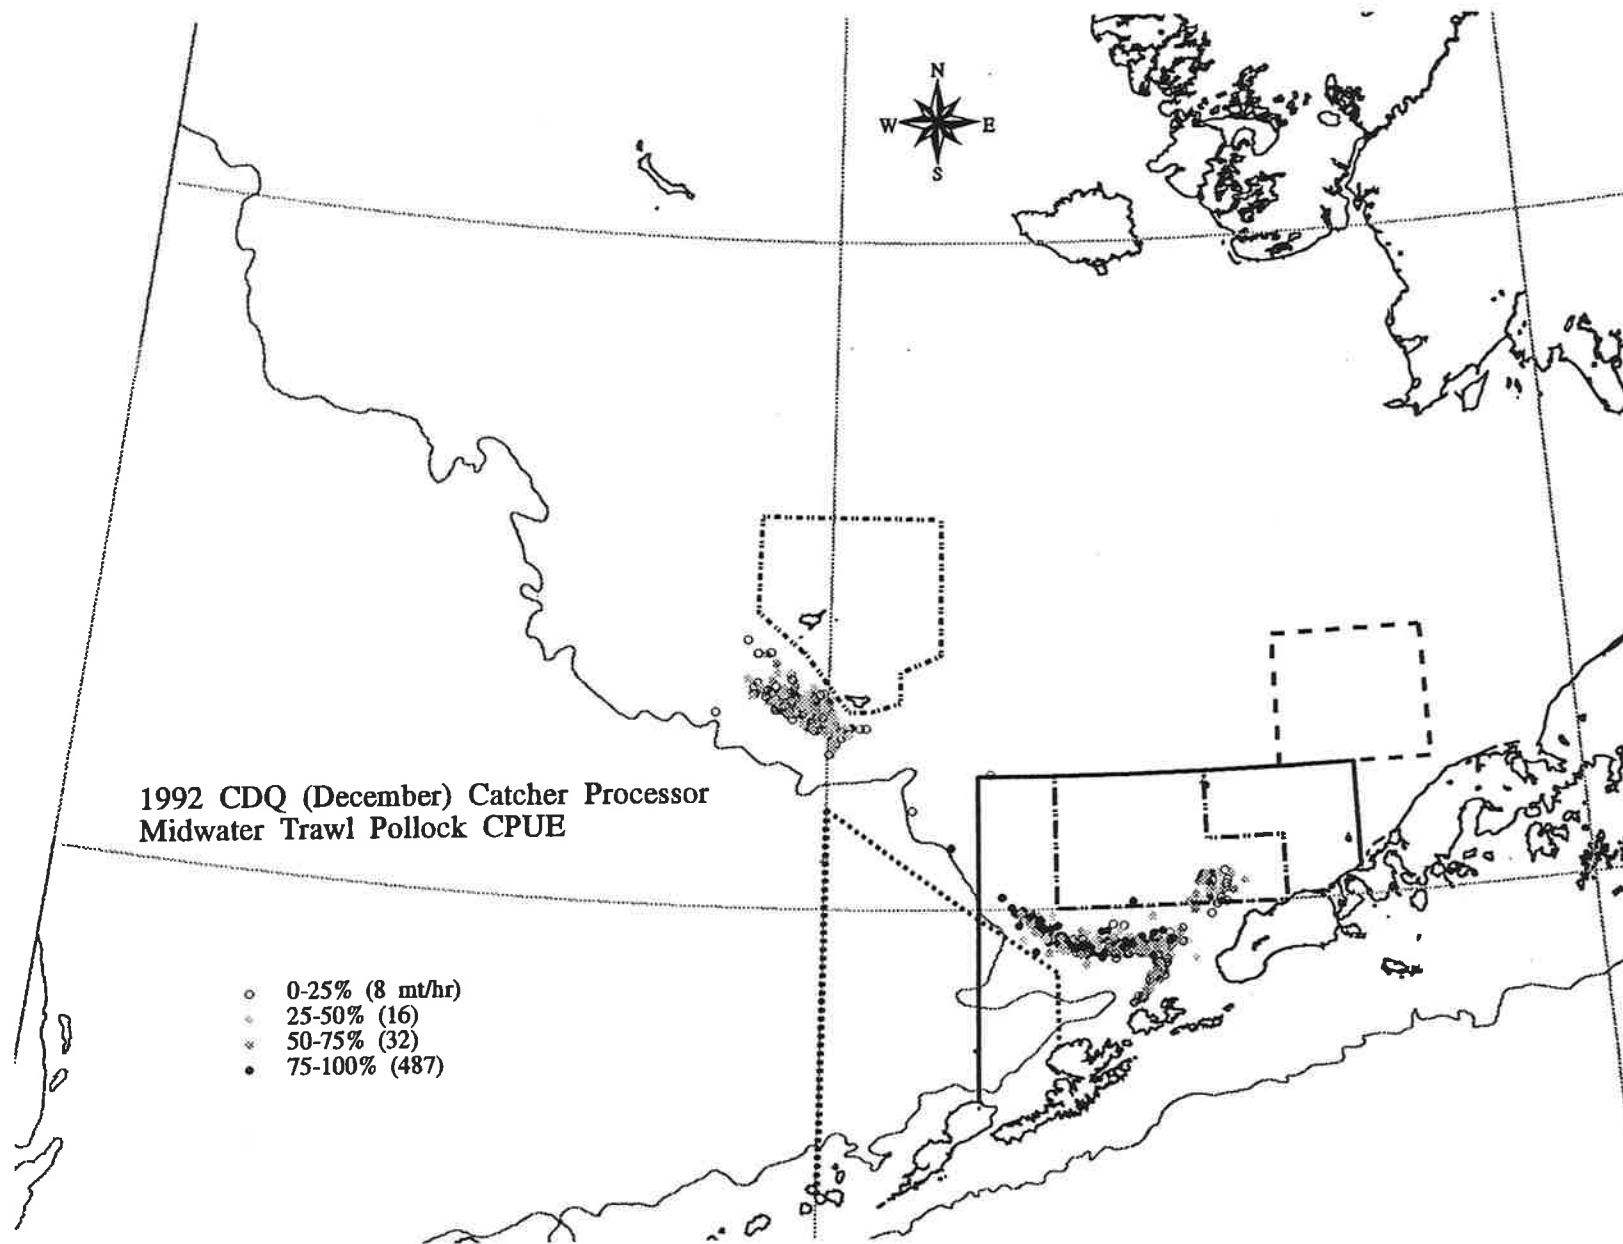 N
W E
S
1992 CDQ (December) Catcher Processor
Midwater Trawl Pollock CPUE
0-25% (8 mt/hr)
25-50% (16)
50-75% (32)
75-100% (487)